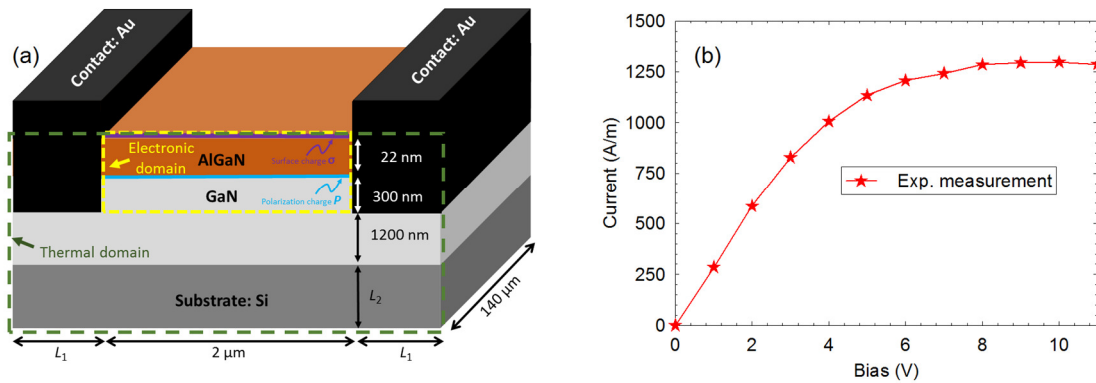 (a)
Contact: Au
Contact: Au
Electronic
domain
AlGaN
Surface charge σ
22 nm
GaN
Polarization charge P
300 nm
1200 nm
Thermal domain
Substrate: Si
L2
140 μm
L1
2 μm
L1
(b)
Current (A/m)
1500
1250
1000
750
500
250
0
Exp. measurement
0
2
4
6
8
10
Bias (V)